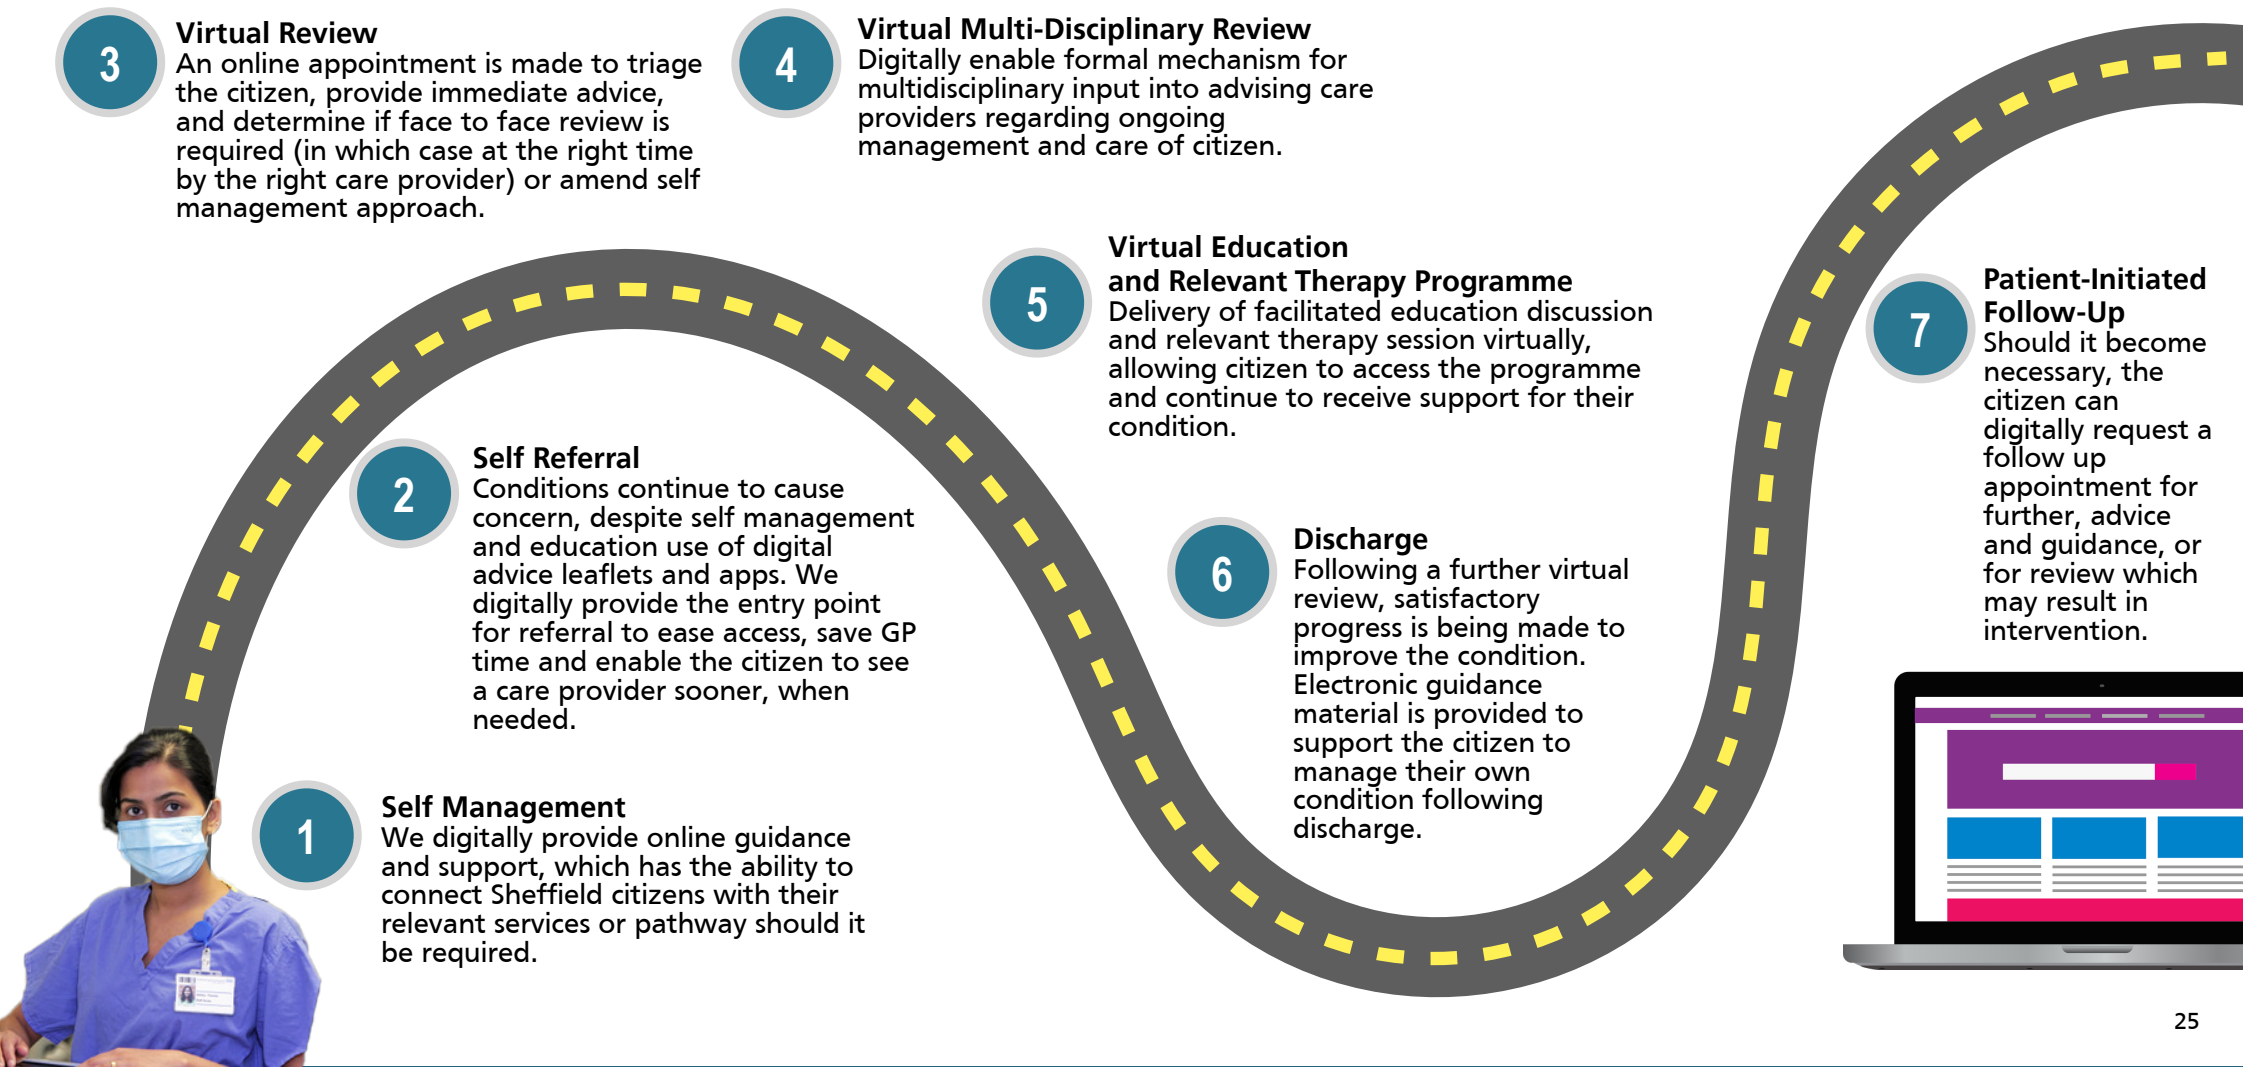 3
Virtual Review
An online appointment is made to triage
the citizen, provide immediate advice,
and determine if face to face review is
required (in which case at the right time
by the right care provider) or amend self
management approach.
4
Virtual Multi-Disciplinary Review
Digitally enable formal mechanism for
multidisciplinary input into advising care
providers regarding ongoing
management and care of citizen.
5
Virtual Education
and Relevant Therapy Programme
Delivery of facilitated education discussion
and relevant therapy session virtually,
allowing citizen to access the programme
and continue to receive support for their
condition.
7
Patient-Initiated
Follow-Up
Should it become
necessary, the
citizen can
digitally request a
follow up
appointment for
further, advice
and guidance, or
for review which
may result in
intervention.
2
Self Referral
Conditions continue to cause
concern, despite self management
and education use of digital
advice leaflets and apps. We
digitally provide the entry point
for referral to ease access, save GP
time and enable the citizen to see
a care provider sooner, when
needed.
6
Discharge
Following a further virtual
review, satisfactory
progress is being made to
improve the condition.
Electronic guidance
material is provided to
support the citizen to
manage their own
condition following
discharge.
1
Self Management
We digitally provide online guidance
and support, which has the ability to
connect Sheffield citizens with their
relevant services or pathway should it
be required.
25